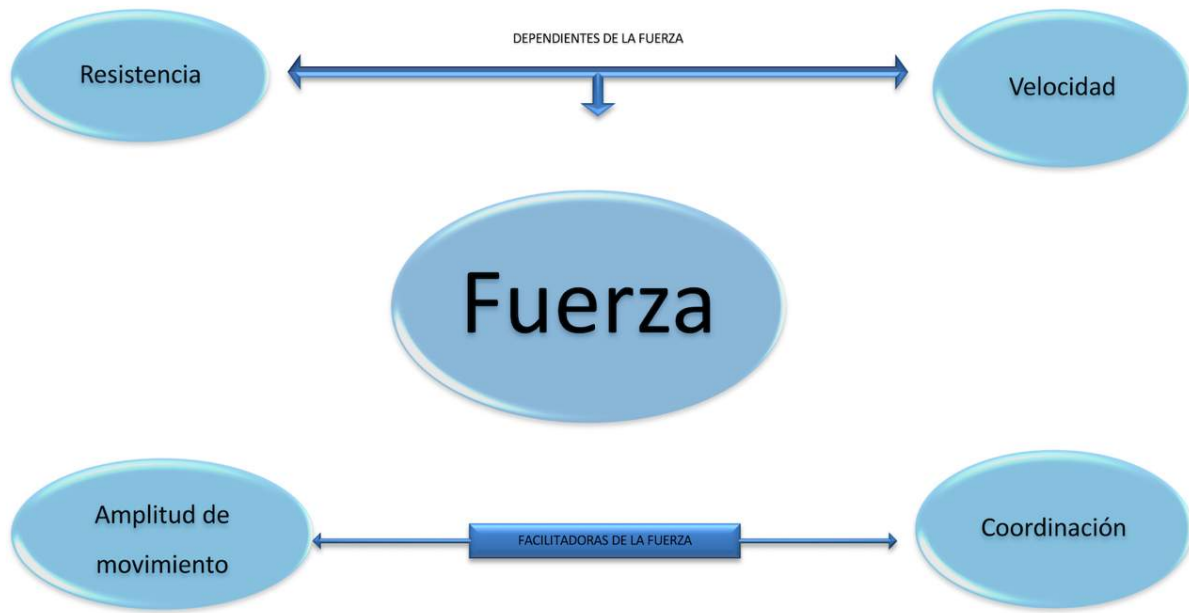 DEPENDIENTES DE LA FUERZA
Resistencia
Velocidad
Fuerza
Amplitud de
movimiento
FACILITADORAS DE LA FUERZA
Coordinación